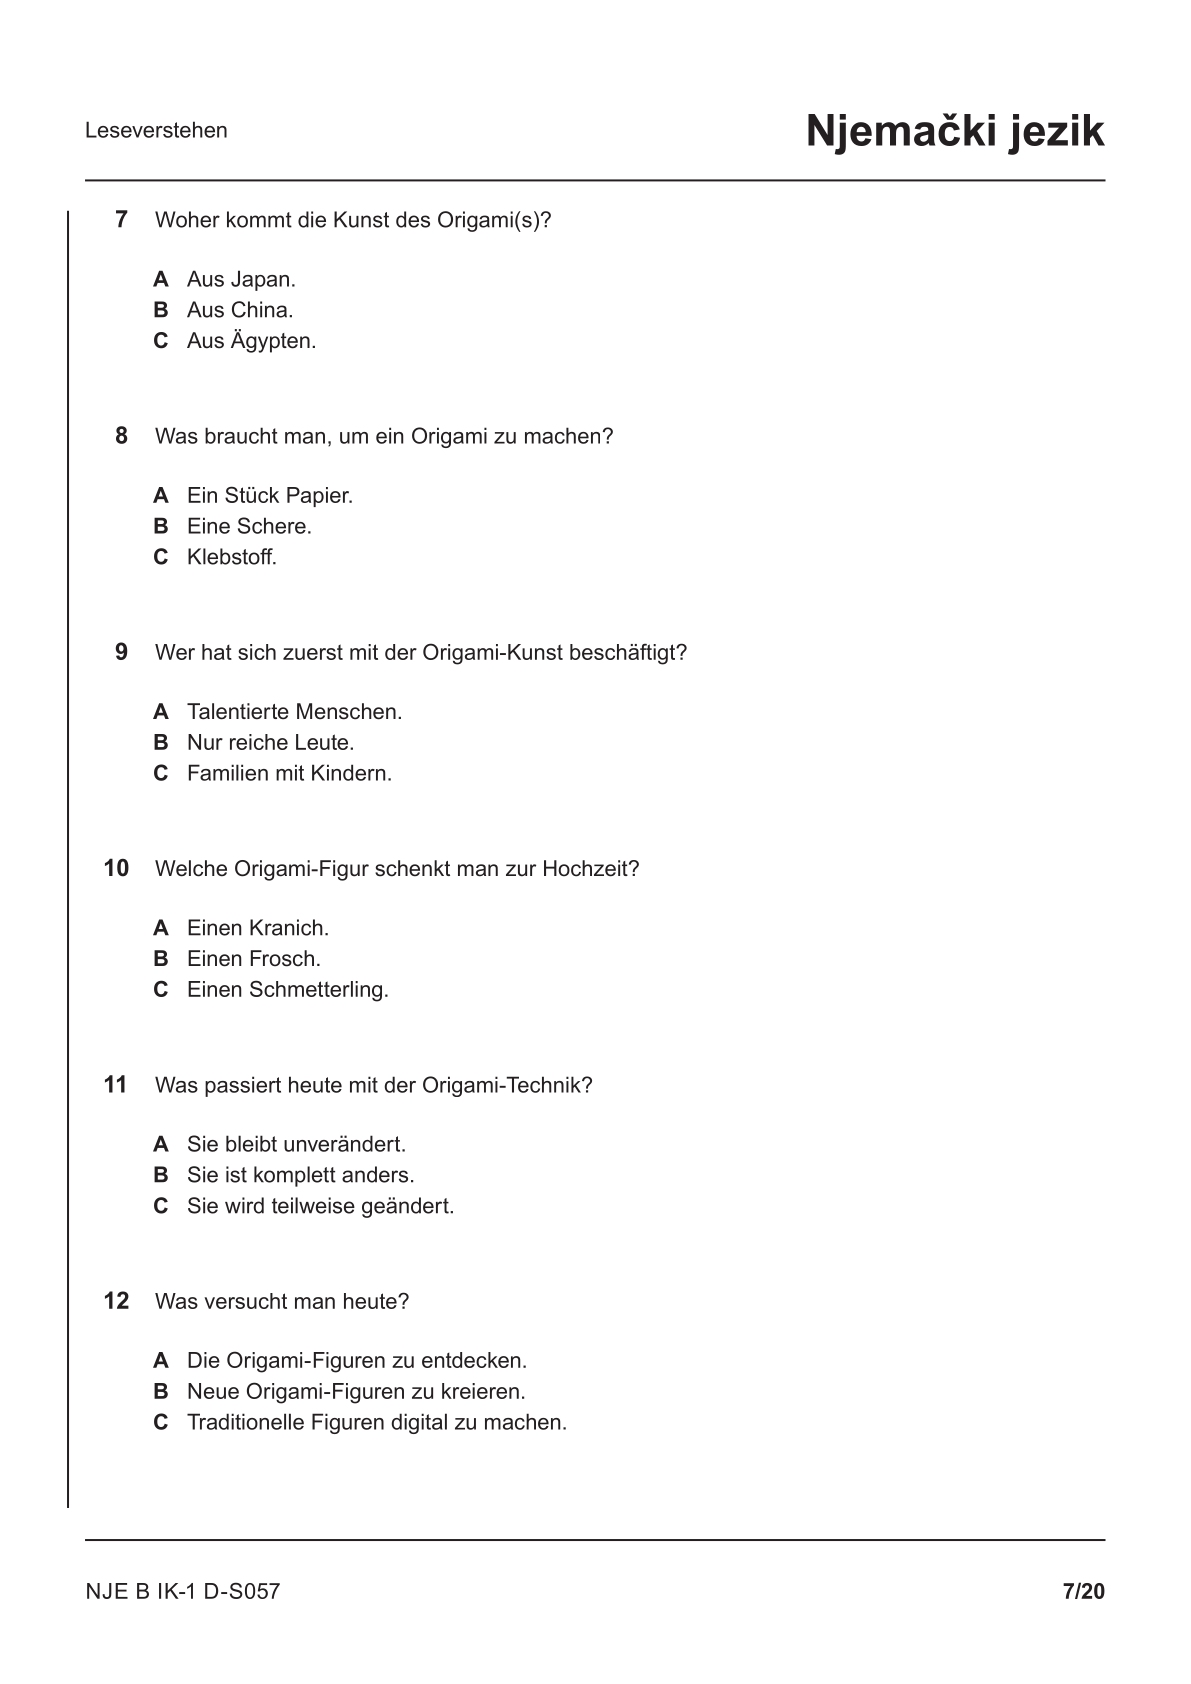 Leseverstehen
Njemački jezik
7 Woher kommt die Kunst des Origami(s)?
A Aus Japan.
B Aus China.
C Aus Ägypten.
8 Was braucht man, um ein Origami zu machen?
A Ein Stück Papier.
B Eine Schere.
C Klebstoff.
9 Wer hat sich zuerst mit der Origami-Kunst beschäftigt?
A Talentierte Menschen.
B Nur reiche Leute.
C Familien mit Kindern.
10 Welche Origami-Figur schenkt man zur Hochzeit?
A Einen Kranich.
B Einen Frosch.
C Einen Schmetterling.
11 Was passiert heute mit der Origami-Technik?
A Sie bleibt unverändert.
B Sie ist komplett anders.
C Sie wird teilweise geändert.
12 Was versucht man heute?
A Die Origami-Figuren zu entdecken.
B Neue Origami-Figuren zu kreieren.
C Traditionelle Figuren digital zu machen.
NJE B IK-1 D-S057
7/20